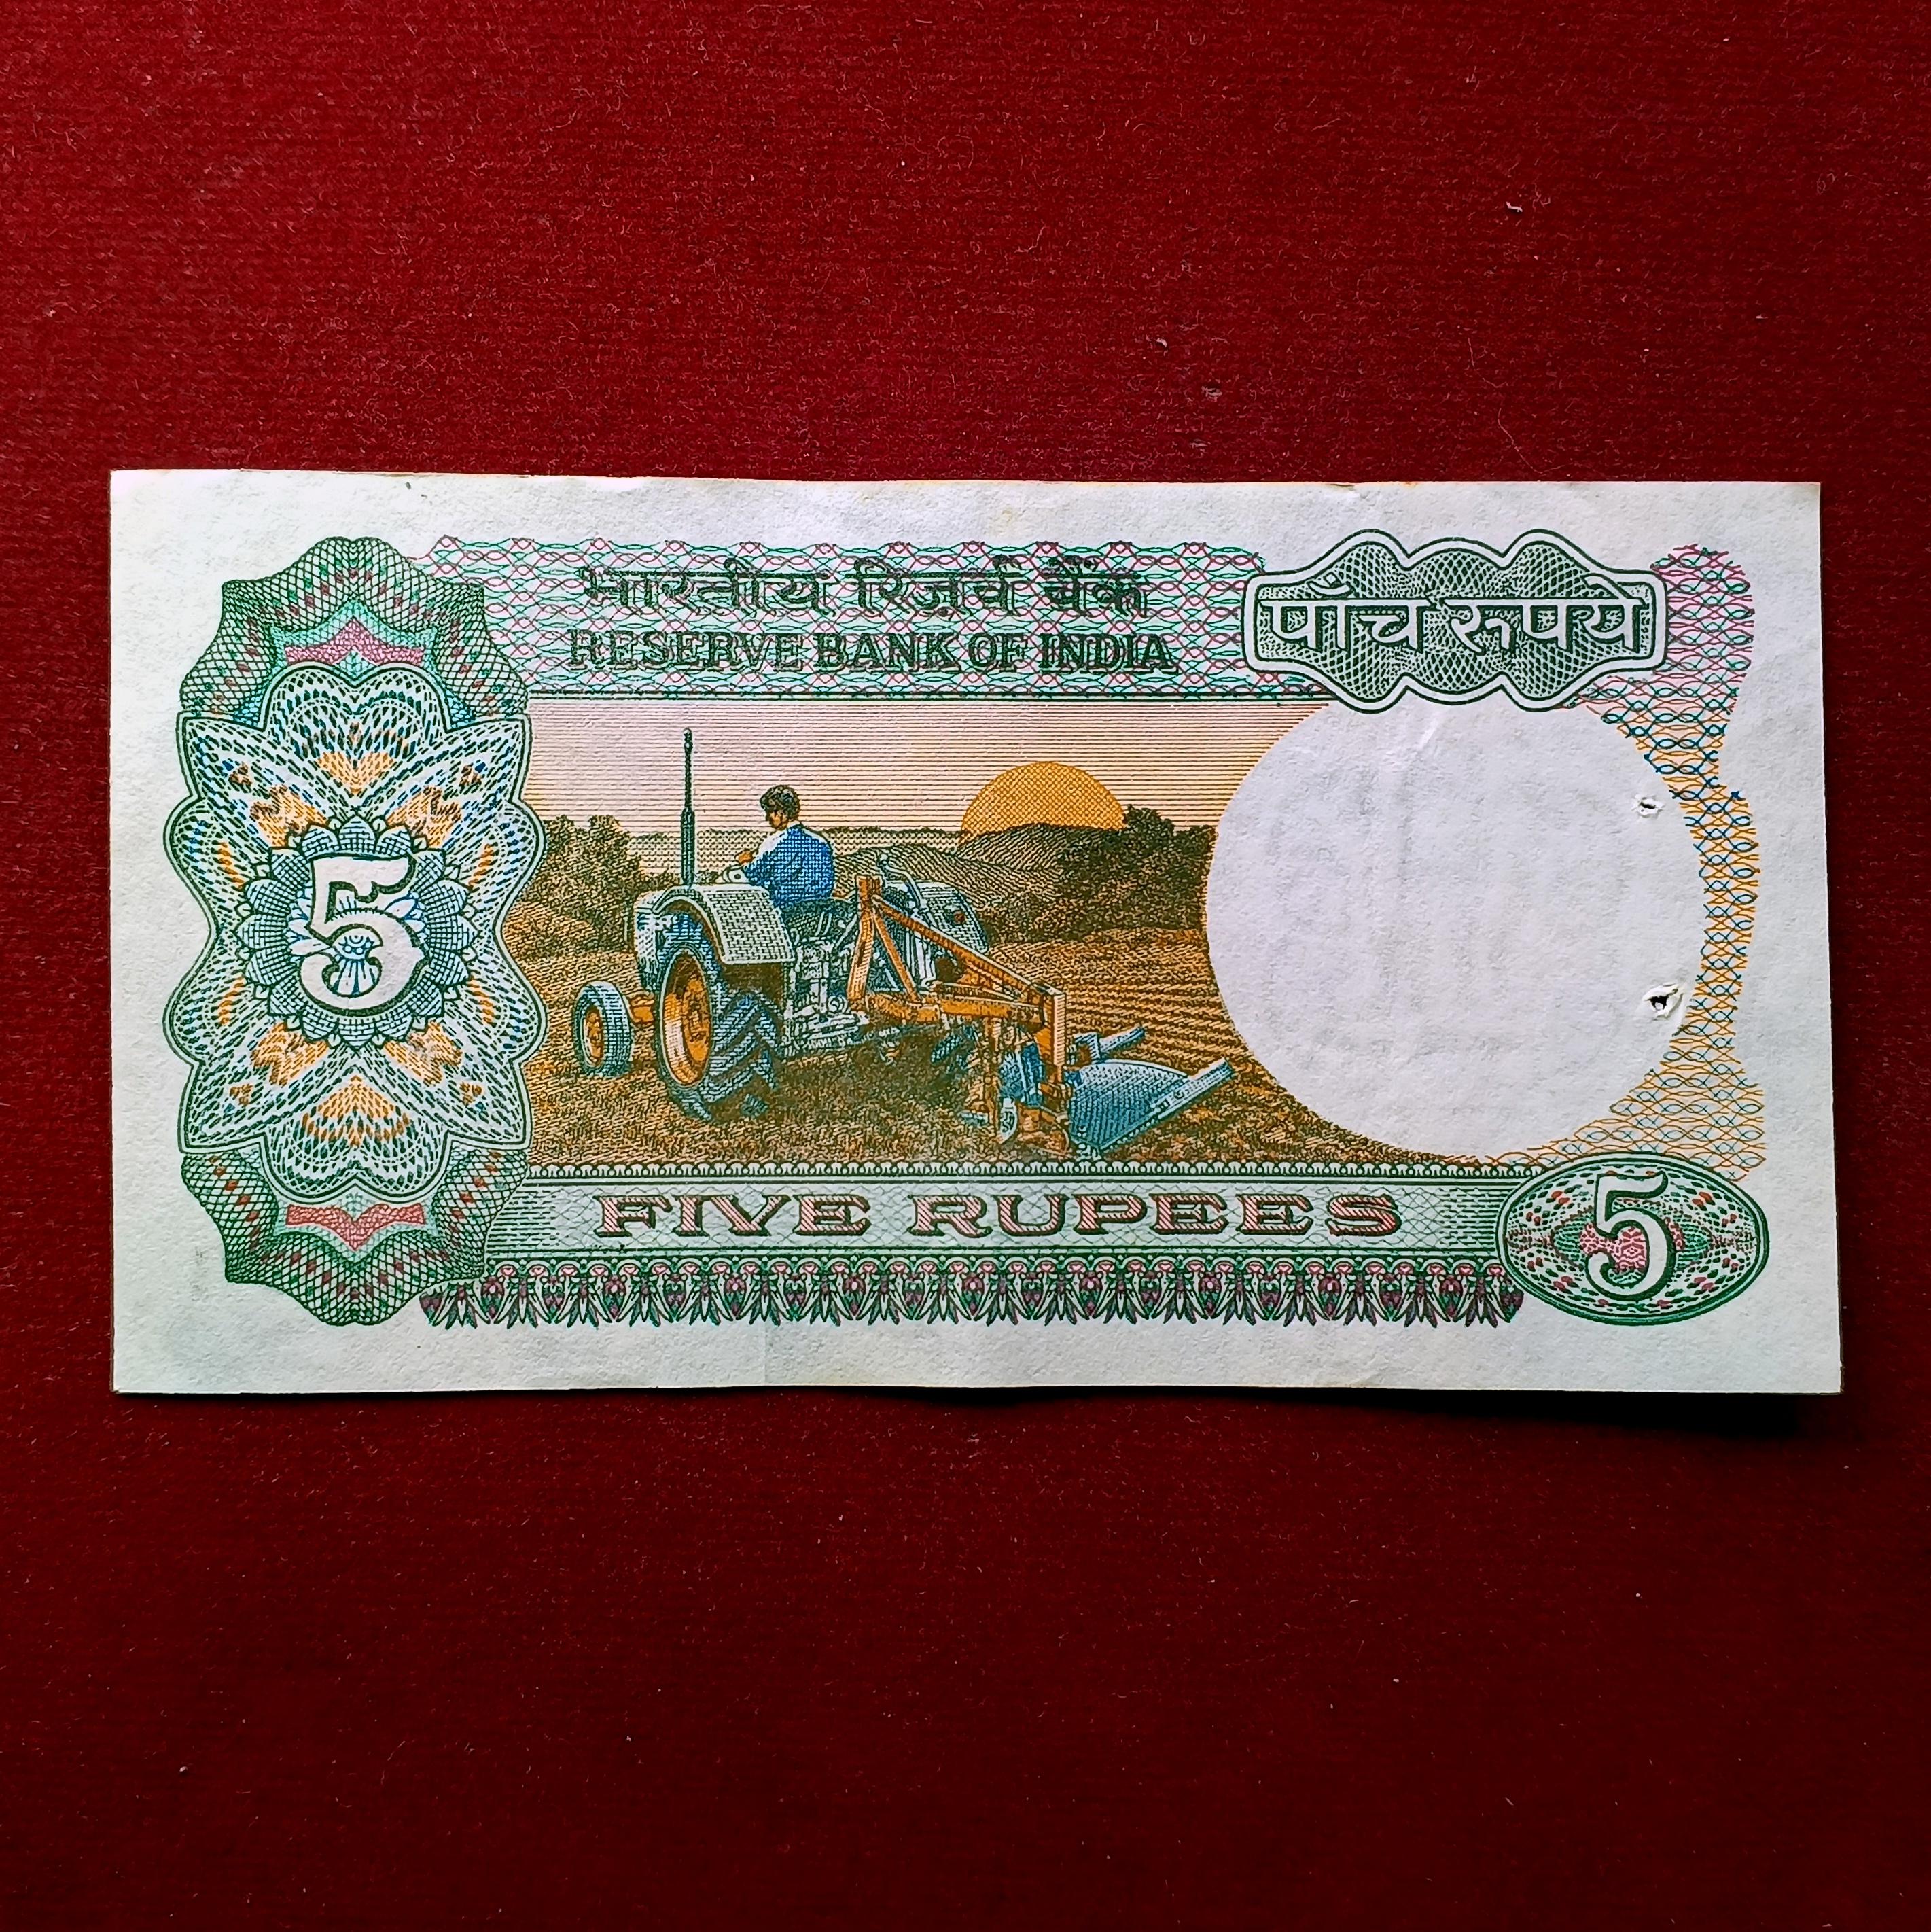 भारतीय रिज़र्व बैंक
RESERVE BANK OF INDIA
पाँच रुपये
5
FIVE RUPEES
5